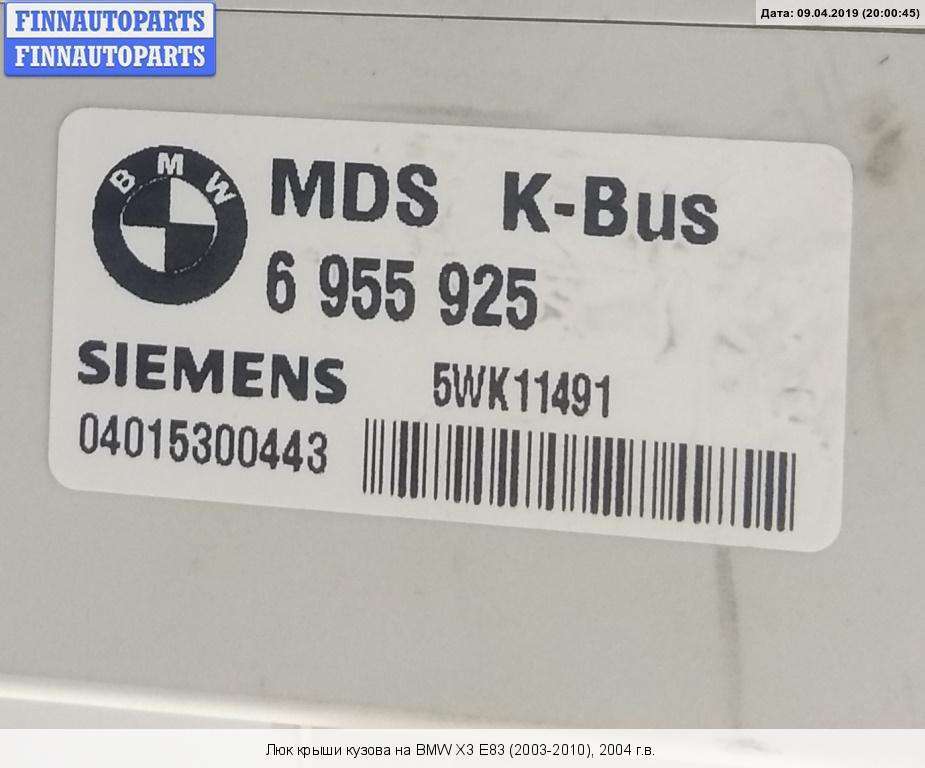 FINNAUTOPARTS
FINNAUTOPARTS
Дата: 09.04.2019 (20:00:45)
BMW
MDS K-Bus
6 955 925
SIEMENS 5WK11491
04015300443
Люк крыши кузова на BMW X3 E83 (2003-2010), 2004 г.в.